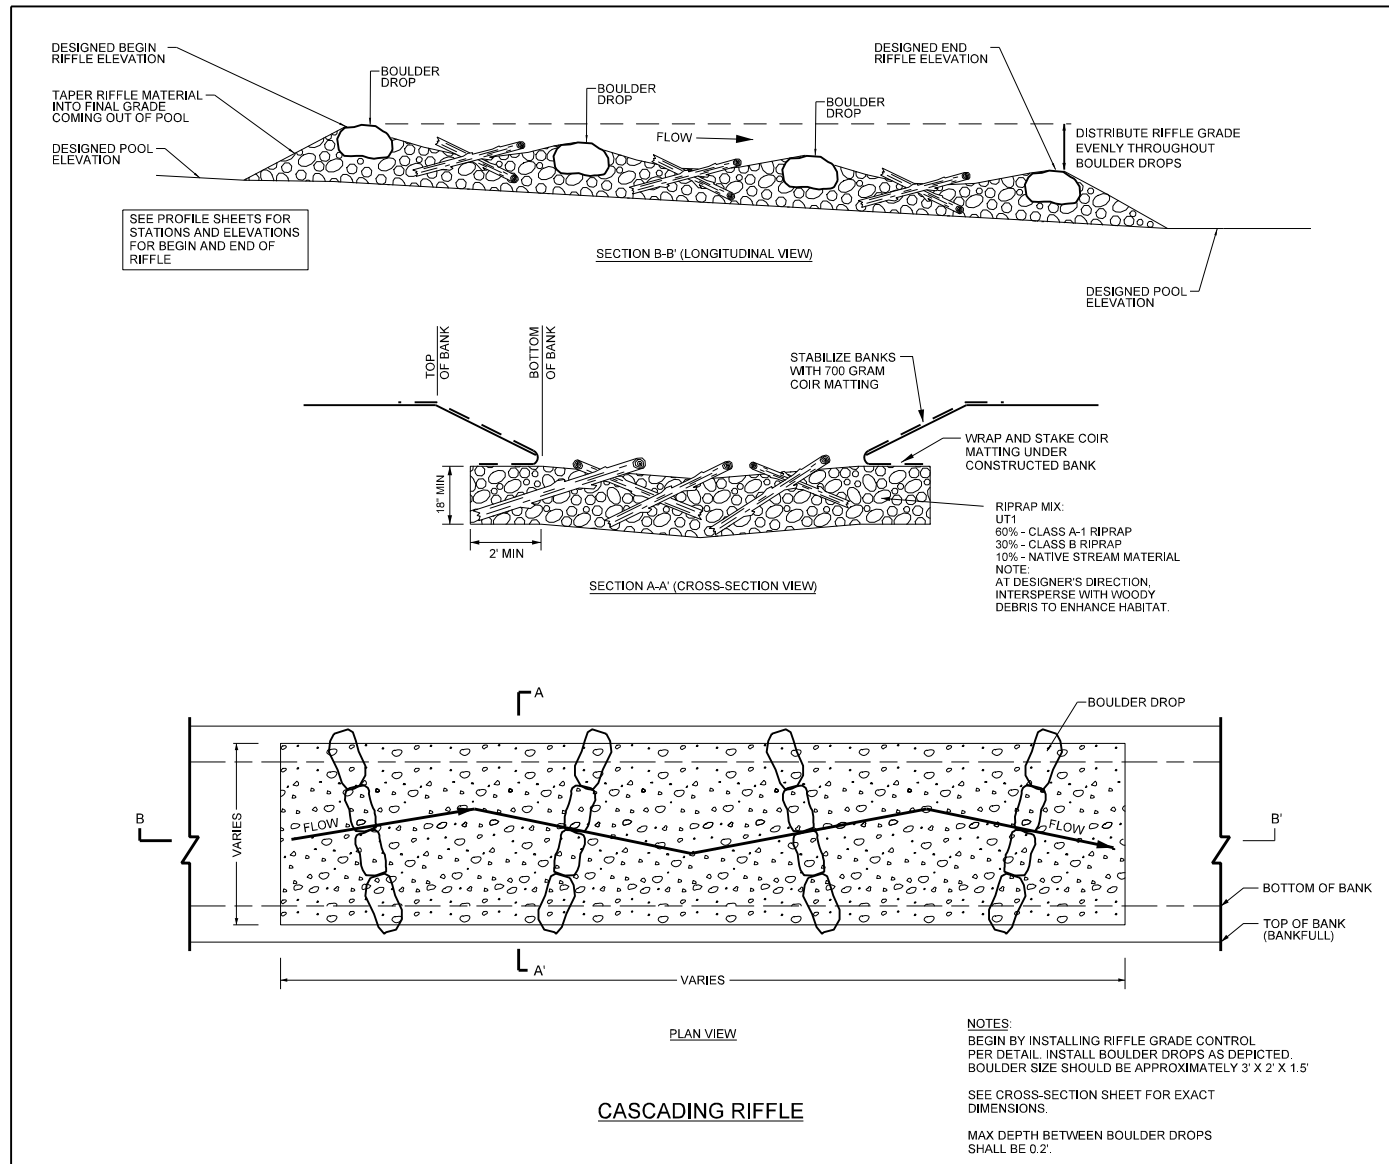 DESIGNED BEGIN
RIFFLE ELEVATION
BOULDER
DROP
DESIGNED END
RIFFLE ELEVATION
TAPER RIFFLE MATERIAL
INTO FINAL GRADE
COMING OUT OF POOL
BOULDER
DROP
BOULDER
DROP
FLOW
DISTRIBUTE RIFFLE GRADE
EVENLY THROUGHOUT
BOULDER DROPS
DESIGNED POOL
ELEVATION
SEE PROFILE SHEETS FOR
STATIONS AND ELEVATIONS
FOR BEGIN AND END OF
RIFFLE
SECTION B-B' (LONGITUDINAL VIEW)
DESIGNED POOL
ELEVATION
TOP
OF BANK
BOTTOM
OF BANK
STABILIZE BANKS
WITH 700 GRAM
COIR MATTING
WRAP AND STAKE COIR
MATTING UNDER
CONSTRUCTED BANK
18" MIN
2' MIN
RIPRAP MIX:
UT1
60% - CLASS A-1 RIPRAP
30% - CLASS B RIPRAP
10% - NATIVE STREAM MATERIAL
NOTE:
AT DESIGNER'S DIRECTION,
INTERSPERSE WITH WOODY
DEBRIS TO ENHANCE HABITAT.
SECTION A-A' (CROSS-SECTION VIEW)
A
BOULDER DROP
B
VARIES
FLOW
FLOW
B'
BOTTOM OF BANK
TOP OF BANK
(BANKFULL)
A'
VARIES
PLAN VIEW
NOTES:
BEGIN BY INSTALLING RIFFLE GRADE CONTROL
PER DETAIL. INSTALL BOULDER DROPS AS DEPICTED.
BOULDER SIZE SHOULD BE APPROXIMATELY 3' X 2' X 1.5'
SEE CROSS-SECTION SHEET FOR EXACT
DIMENSIONS.
MAX DEPTH BETWEEN BOULDER DROPS
SHALL BE 0.2'.
CASCADING RIFFLE